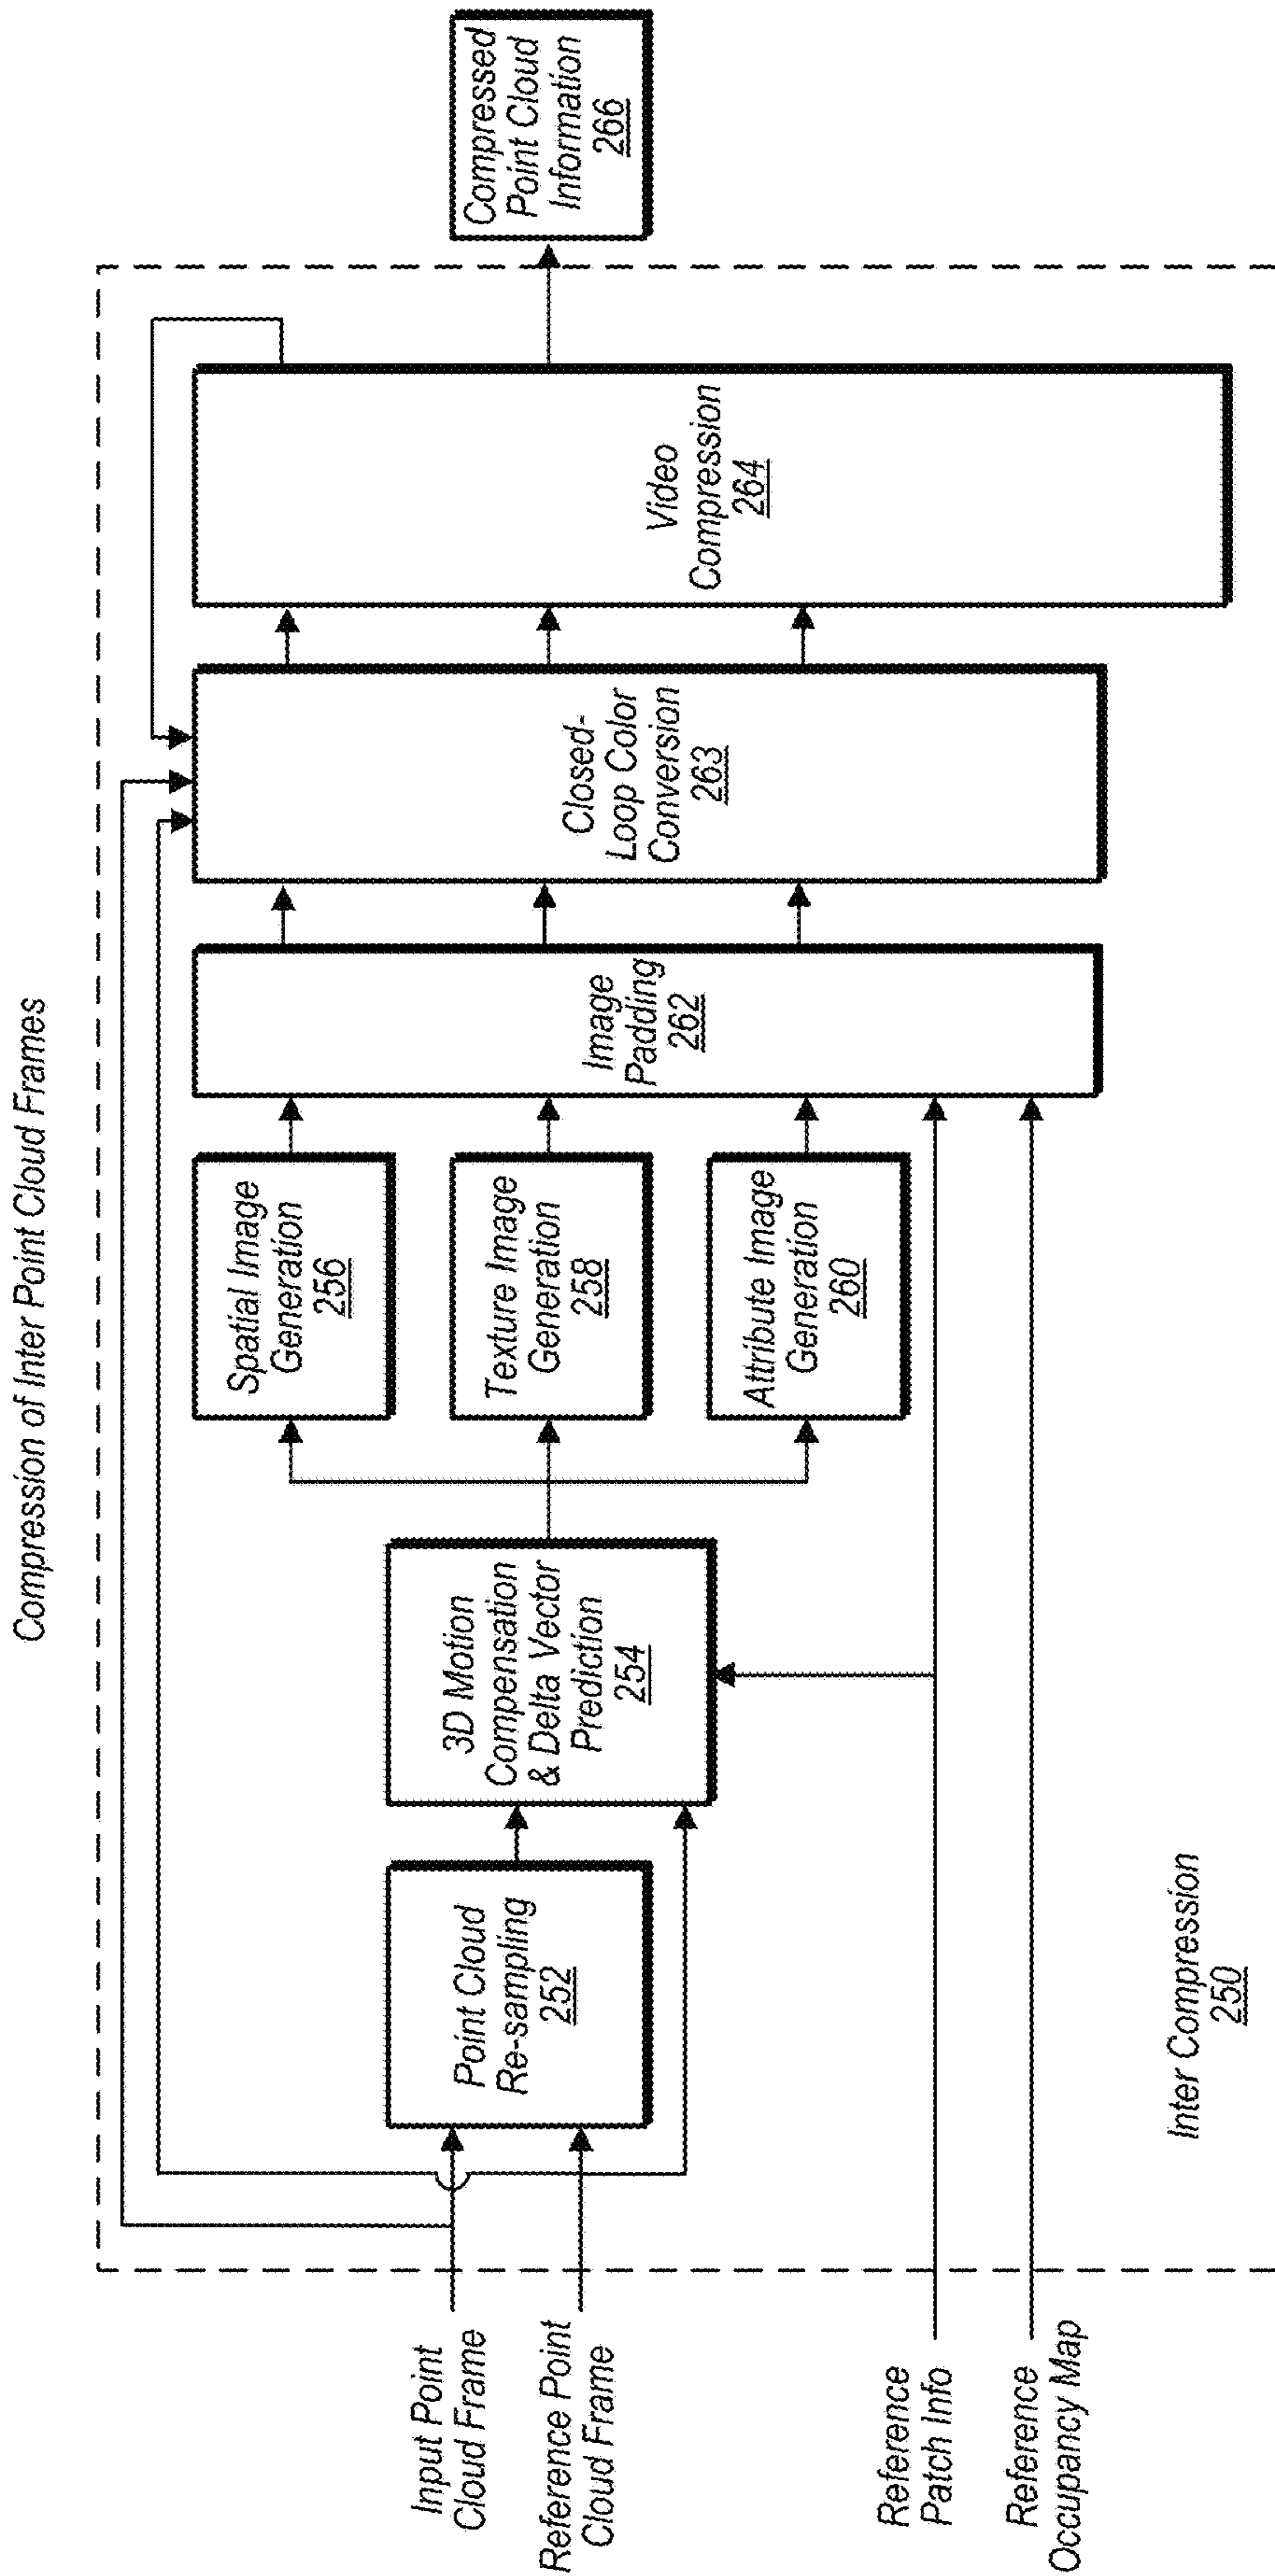 Compression of Inter Point Cloud Frames
Input Point
Cloud Frame
Reference Point
Cloud Frame
Reference
Patch Info
Reference
Occupancy Map
Point Cloud
Re-sampling
252
3D Motion
Compensation
& Delta Vector
Prediction
254
Spatial Image
Generation
256
Texture Image
Generation
258
Attribute Image
Generation
260
Image
Padding
262
Closed-
Loop Color
Conversion
263
Video
Compression
264
Compressed
Point Cloud
Information
266
Inter Compression
250